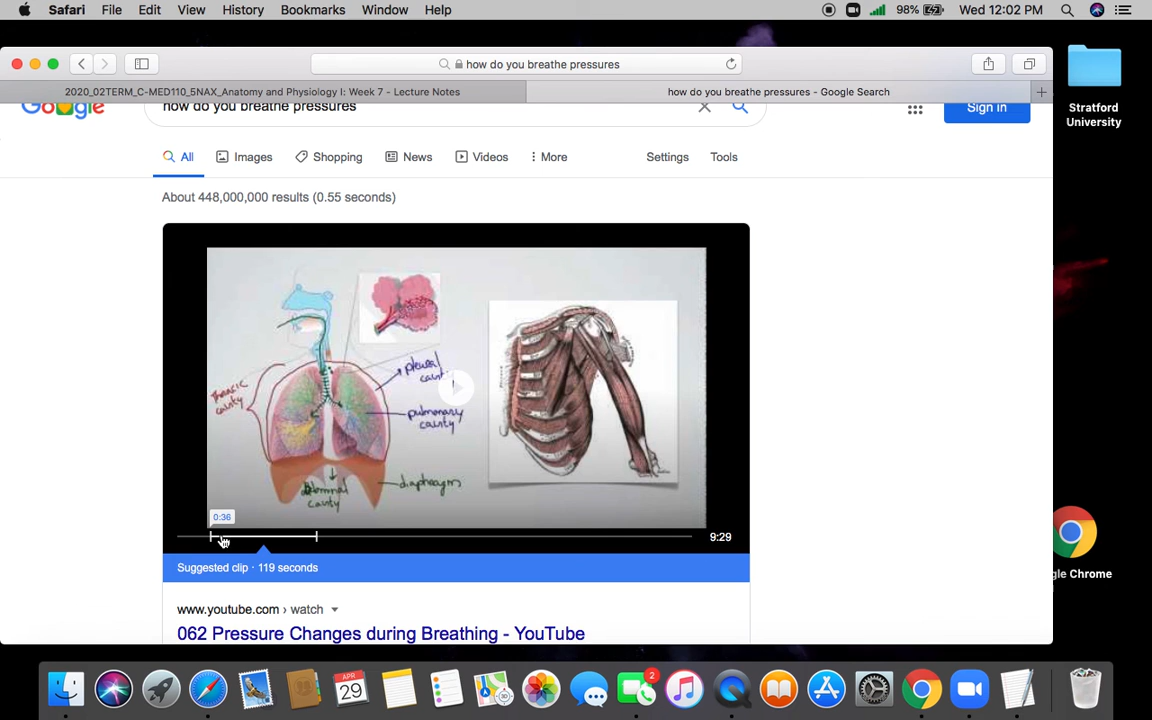 Safari File Edit View History Bookmarks Window Help 98% Wed 12:02 PM
how do you breathe pressures
2020_02TERM_C-MED110_5NAX_Anatomy and Physiology I: Week 7 - Lecture Notes
how do you breathe pressures - Google Search
Stratford
University
Google
how do you breathe pressures
Sign in
All Images Shopping News Videos More Settings Tools
About 448,000,000 results (0.55 seconds)
pleural
cavit
Thoracic
cavity
pulmonary
cavity
abdominal
cavity
diaphragm
0:36
9:29
Suggested clip · 119 seconds
www.youtube.com › watch
062 Pressure Changes during Breathing - YouTube
gle Chrome
APR
29
2